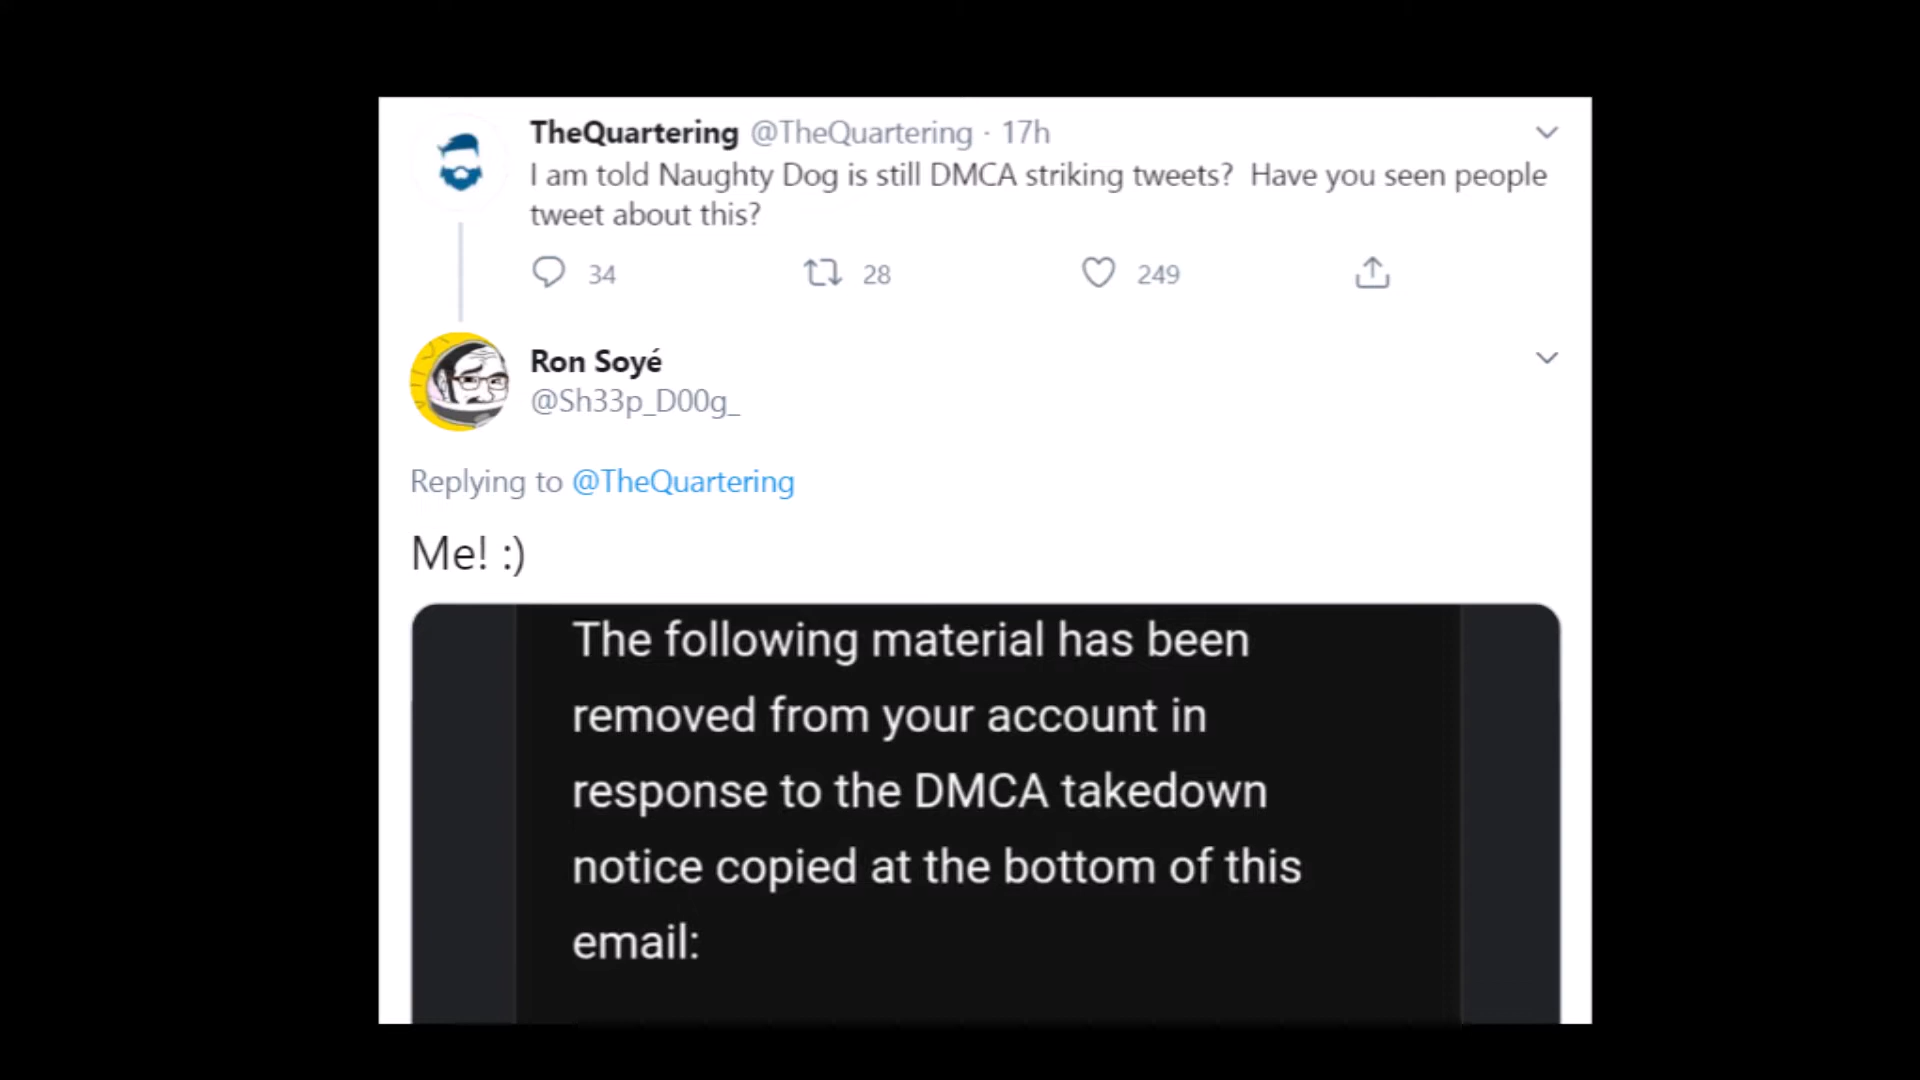 TheQuartering @TheQuartering · 17h
I am told Naughty Dog is still DMCA striking tweets?  Have you seen people
tweet about this?
34 28 249
Ron Soyé
@Sh33p_D00g_
Replying to @TheQuartering
Me! :)
The following material has been
removed from your account in
response to the DMCA takedown
notice copied at the bottom of this
email: